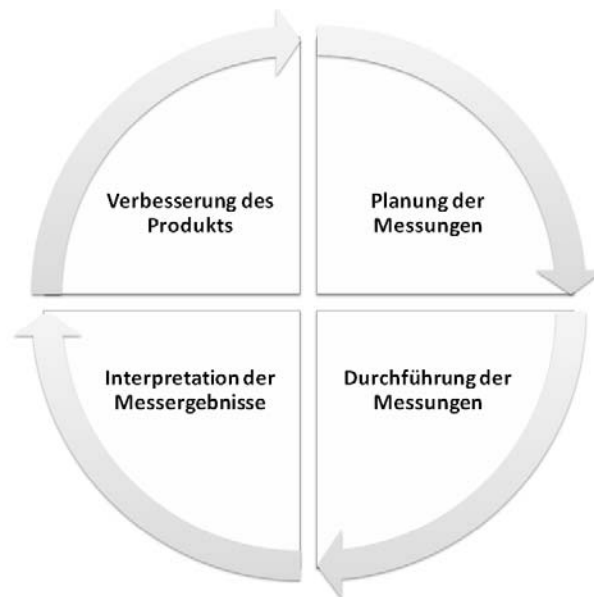 Verbesserung des
Produkts
Planung der
Messungen
Interpretation der
Messergebnisse
Durchführung der
Messungen